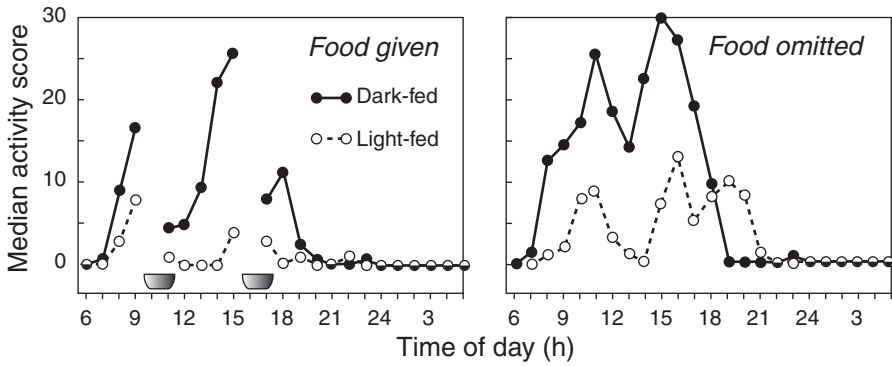 30
20
10
0
Median activity score
Food given
Dark-fed
Light-fed
6 9 12 15 18 21 24 3
Food omitted
6 9 12 15 18 21 24 3
Time of day (h)